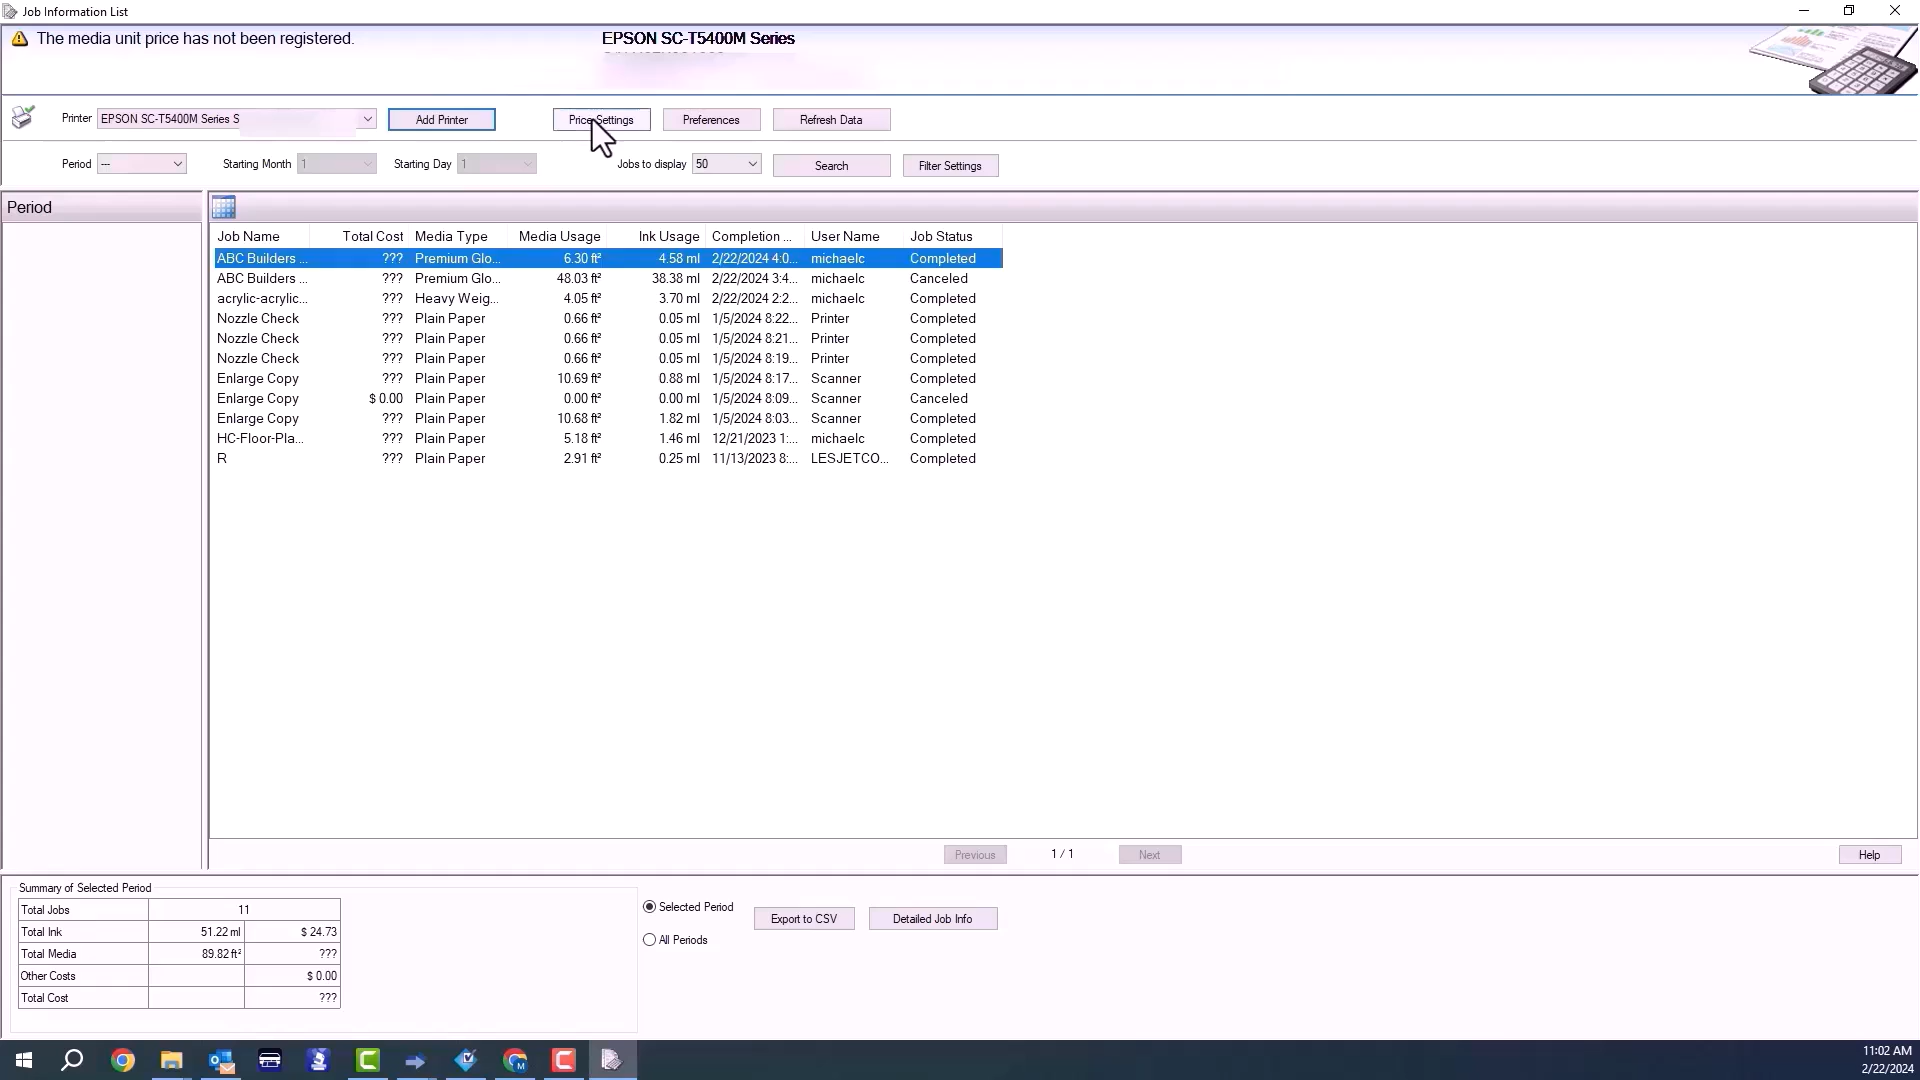 Job Information List
The media unit price has not been registered.
EPSON SC-T5400M Series
Printer EPSON SC-T5400M Series S Add Printer Price Settings Preferences Refresh Data
Period --- Starting Month 1 Starting Day 1 Jobs to display 50 Search Filter Settings
Period
Job Name Total Cost Media Type Media Usage Ink Usage Completion ... User Name Job Status
ABC Builders ... ??? Premium Glo... 6.30 ft² 4.58 ml 2/22/2024 4:0... michaelc Completed
ABC Builders ... ??? Premium Glo... 48.03 ft² 38.38 ml 2/22/2024 3:4... michaelc Canceled
acrylic-acrylic... ??? Heavy Weig... 4.05 ft² 3.70 ml 2/22/2024 2:2... michaelc Completed
Nozzle Check ??? Plain Paper 0.66 ft² 0.05 ml 1/5/2024 8:22... Printer Completed
Nozzle Check ??? Plain Paper 0.66 ft² 0.05 ml 1/5/2024 8:21... Printer Completed
Nozzle Check ??? Plain Paper 0.66 ft² 0.05 ml 1/5/2024 8:19... Printer Completed
Enlarge Copy ??? Plain Paper 10.69 ft² 0.88 ml 1/5/2024 8:17... Scanner Completed
Enlarge Copy $ 0.00 Plain Paper 0.00 ft² 0.00 ml 1/5/2024 8:09... Scanner Canceled
Enlarge Copy ??? Plain Paper 10.68 ft² 1.82 ml 1/5/2024 8:03... Scanner Completed
HC-Floor-Pla... ??? Plain Paper 5.18 ft² 1.46 ml 12/21/2023 1:... michaelc Completed
R ??? Plain Paper 2.91 ft² 0.25 ml 11/13/2023 8:... LESJETCO... Completed
Previous 1 / 1 Next Help
Summary of Selected Period
Total Jobs 11
Total Ink 51.22 ml $ 24.73
Total Media 89.82 ft² ???
Other Costs $ 0.00
Total Cost ???
Selected Period Export to CSV Detailed Job Info
All Periods
11:02 AM
2/22/2024